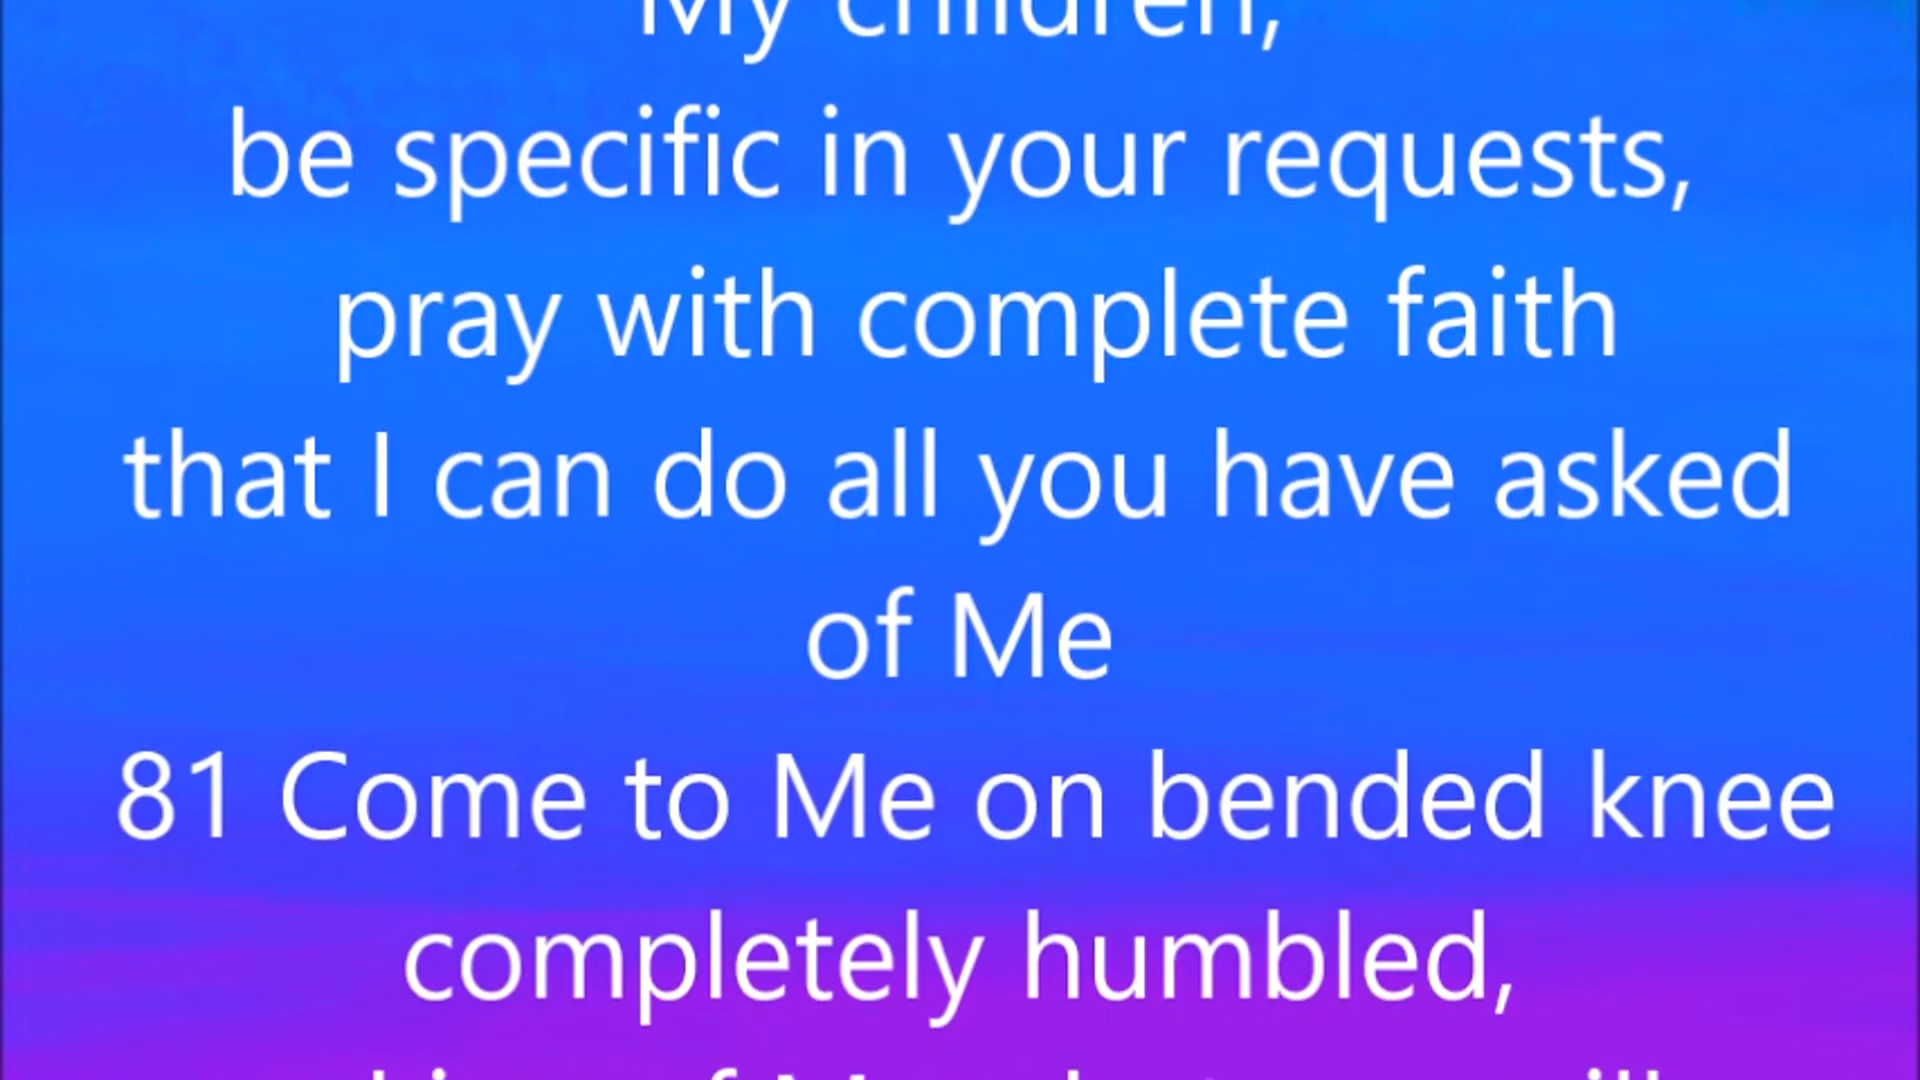 My children,
be specific in your requests,
pray with complete faith
that I can do all you have asked
of Me
81 Come to Me on bended knee
completely humbled,